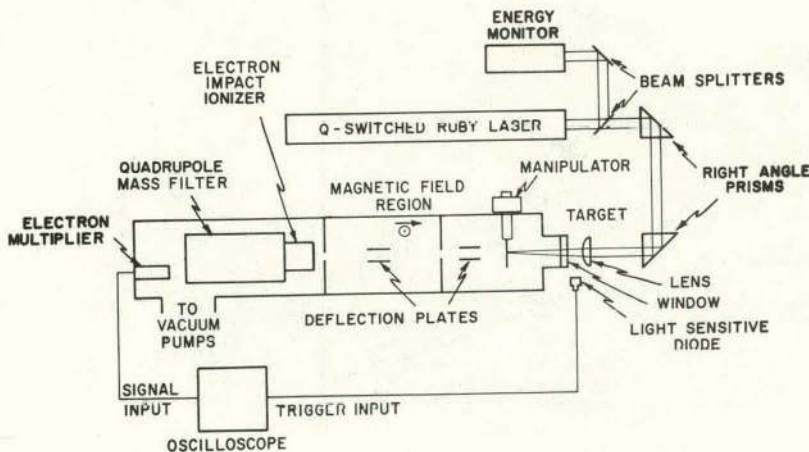 ENERGY
MONITOR
BEAM SPLITTERS
ELECTRON
IMPACT
IONIZER
Q-SWITCHED RUBY LASER
RIGHT ANGLE
PRISMS
QUADRUPOLE
MASS FILTER
MAGNETIC FIELD
REGION
MANIPULATOR
TARGET
ELECTRON
MULTIPLIER
LENS
WINDOW
LIGHT SENSITIVE
DIODE
DEFLECTION PLATES
TO
VACUUM
PUMPS
SIGNAL
INPUT
TRIGGER INPUT
OSCILLOSCOPE